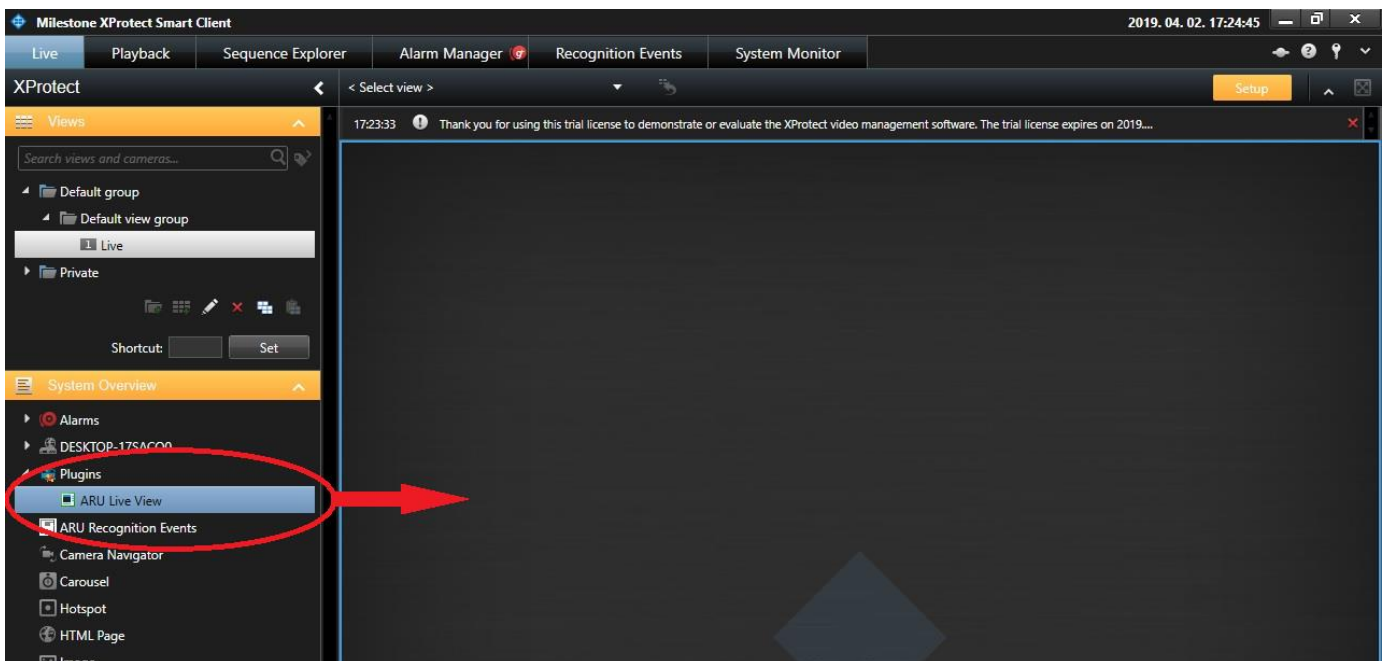 Milestone XProtect Smart Client 2019. 04. 02. 17:24:45
Live Playback Sequence Explorer Alarm Manager Recognition Events System Monitor
XProtect < Select view > Setup
Views
17:23:33 Thank you for using this trial license to demonstrate or evaluate the XProtect video management software. The trial license expires on 2019....
Search views and cameras...
Default group
Default view group
1 Live
Private
Shortcut: Set
System Overview
Alarms
Plugins
ARU Live View
ARU Recognition Events
Camera Navigator
Carousel
Hotspot
HTML Page